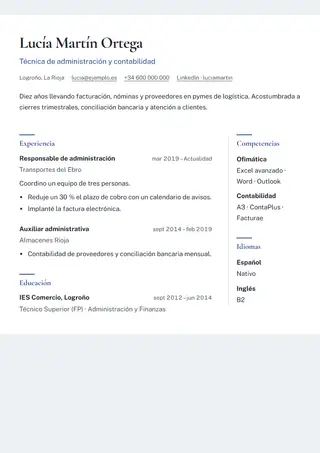 Lucía Martín Ortega
Técnica de administración y contabilidad
Logroño, La Rioja lucia@ejemplo.es +34 600 000 000 LinkedIn · luciamartin
Diez años llevando facturación, nóminas y proveedores en pymes de logística. Acostumbrada a
cierres trimestrales, conciliación bancaria y atención a clientes.
Experiencia
Responsable de administración mar 2019 – Actualidad
Transportes del Ebro
Coordino un equipo de tres personas.
• Reduje un 30 % el plazo de cobro con un calendario de avisos.
• Implanté la factura electrónica.
Auxiliar administrativa sept 2014 – feb 2019
Almacenes Rioja
• Contabilidad de proveedores y conciliación bancaria mensual.
Educación
IES Comercio, Logroño sept 2012 – jun 2014
Técnico Superior (FP) · Administración y Finanzas
Competencias
Ofimática
Excel avanzado ·
Word · Outlook
Contabilidad
A3 · ContaPlus ·
Facturae
Idiomas
Español
Nativo
Inglés
B2